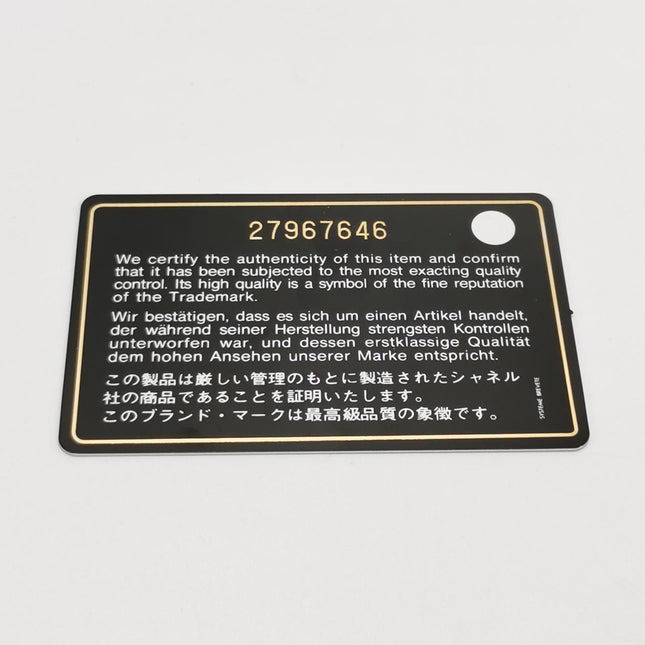 27967646
We certify the authenticity of this item and confirm
that it has been subjected to the most exacting quality
control. Its high quality is a symbol of the fine reputation
of the Trademark.
Wir bestätigen, dass es sich um einen Artikel handelt,
der während seiner Herstellung strengsten Kontrollen
unterworfen war, und dessen erstklassige Qualität
dem hohen Ansehen unserer Marke entspricht.
この製品は厳しい管理のもとに製造されたシャネル
社の商品であることを証明いたします。
このブランド・マークは最高級品質の象徴です。
SYSTEME BREVETE